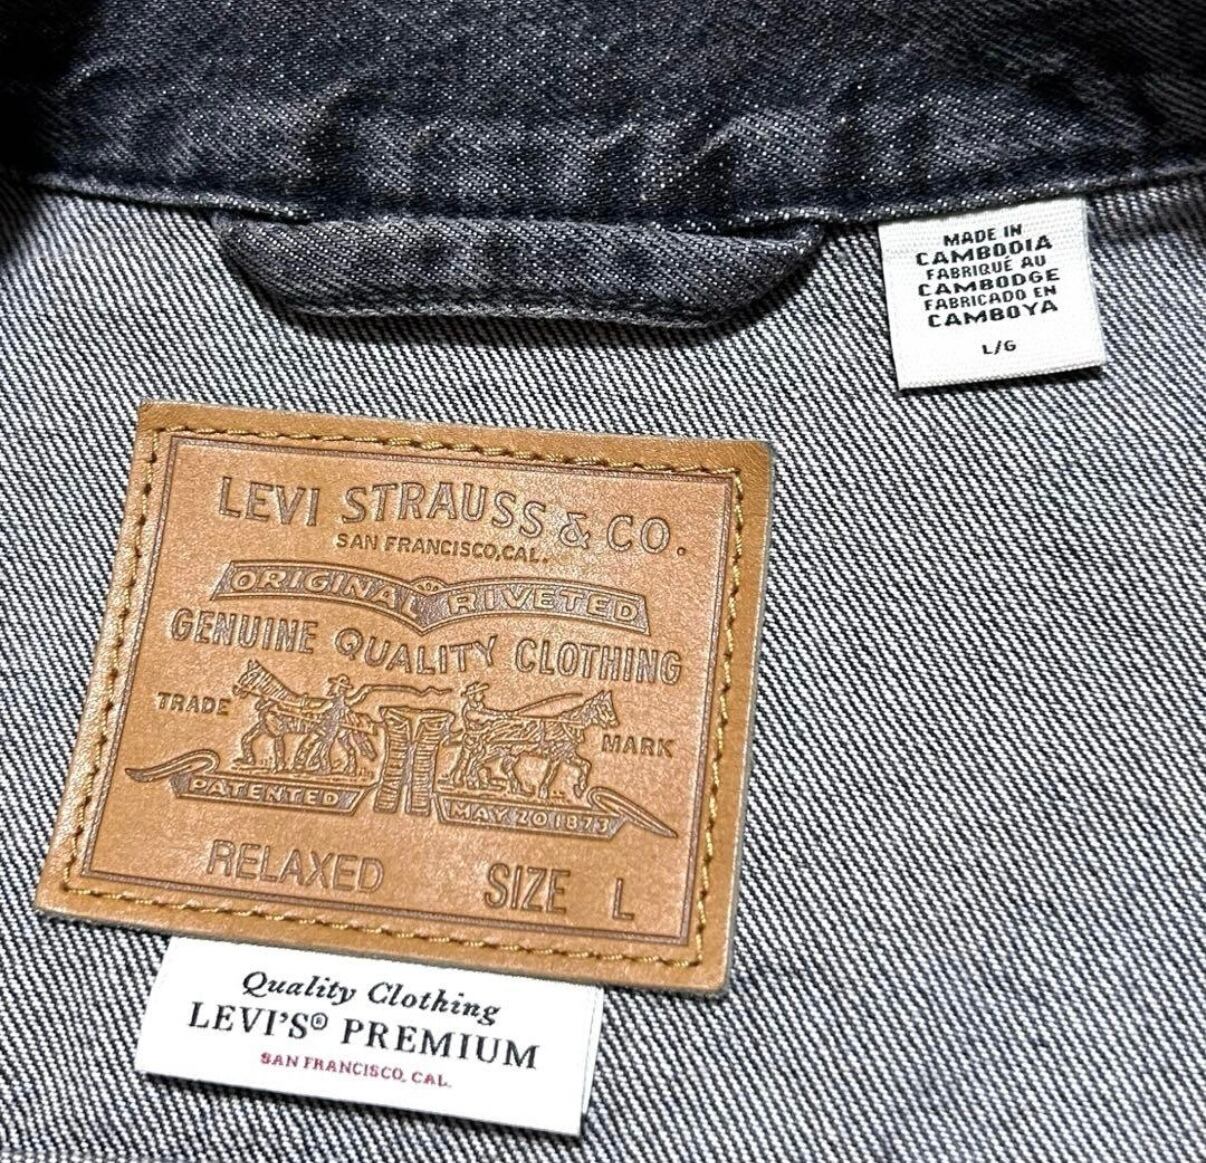 MADE IN
CAMBODIA
FABRIQUÉ AU
CAMBODGE
FABRICADO EN
CAMBOYA
L/G
LEVI STRAUSS & CO.
SAN FRANCISCO, CAL.
ORIGINAL RIVETED
GENUINE QUALITY CLOTHING
TRADE MARK
PATENTED MAY 20 1873
RELAXED SIZE L
Quality Clothing
LEVI'S® PREMIUM
SAN FRANCISCO, CAL.